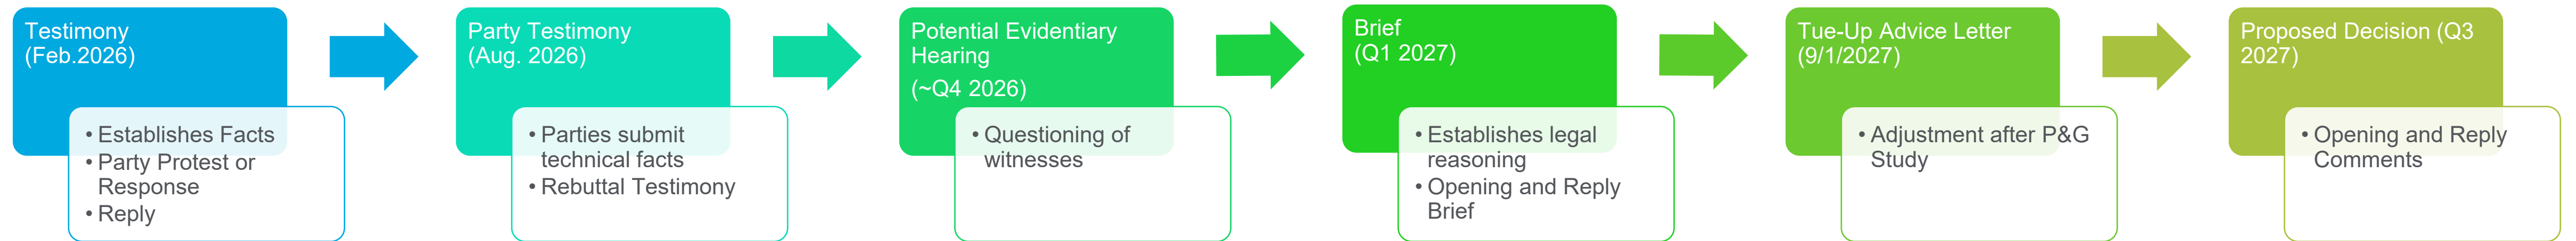 Testimony
(Feb.2026)
• Establishes Facts
• Party Protest or
Response
• Reply
Party Testimony
(Aug. 2026)
• Parties submit
technical facts
• Rebuttal Testimony
Potential Evidentiary
Hearing
(~Q4 2026)
• Questioning of
witnesses
Brief
(Q1 2027)
• Establishes legal
reasoning
• Opening and Reply
Brief
Tue-Up Advice Letter
(9/1/2027)
• Adjustment after P&G
Study
Proposed Decision (Q3
2027)
• Opening and Reply
Comments